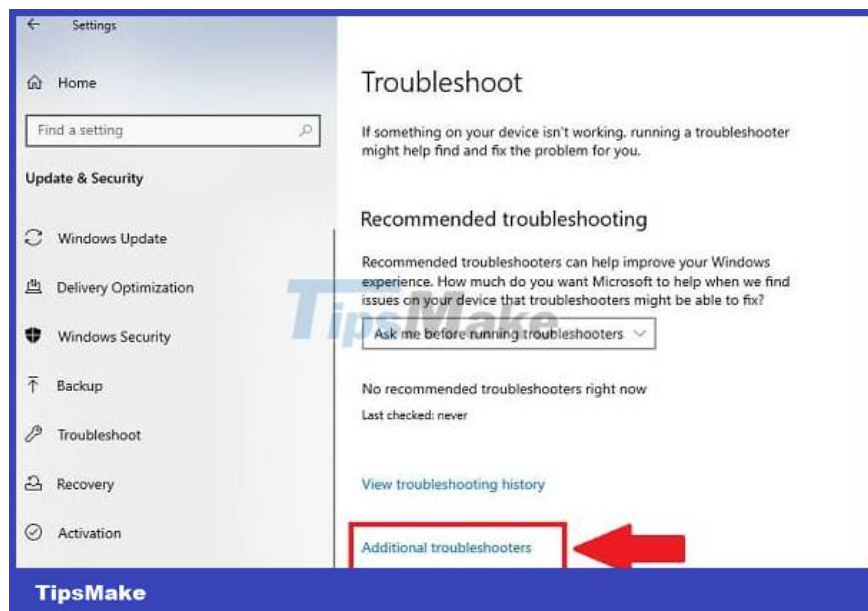 Settings
Home
Find a setting
Update & Security
Windows Update
Delivery Optimization
Windows Security
Backup
Troubleshoot
Recovery
Activation
Troubleshoot
If something on your device isn't working, running a troubleshooter
might help find and fix the problem for you.
Recommended troubleshooting
Recommended troubleshooters can help improve your Windows
experience. How much do you want Microsoft to help when we find
issues on your device that troubleshooters might be able to fix?
TipsMake
Ask me before running troubleshooters
No recommended troubleshooters right now
Last checked: never
View troubleshooting history
Additional troubleshooters
TipsMake